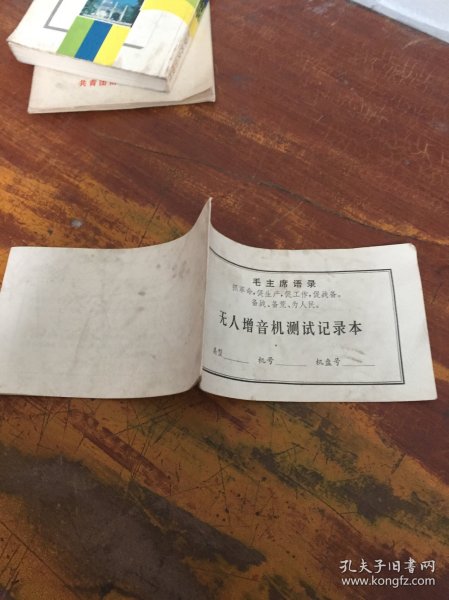 毛主席语录
抓革命,促生产,促工作,促战备。
备战、备荒、为人民。
无人增音机测试记录本
机号
机盘号
孔夫子旧书网
www.kongfz.com